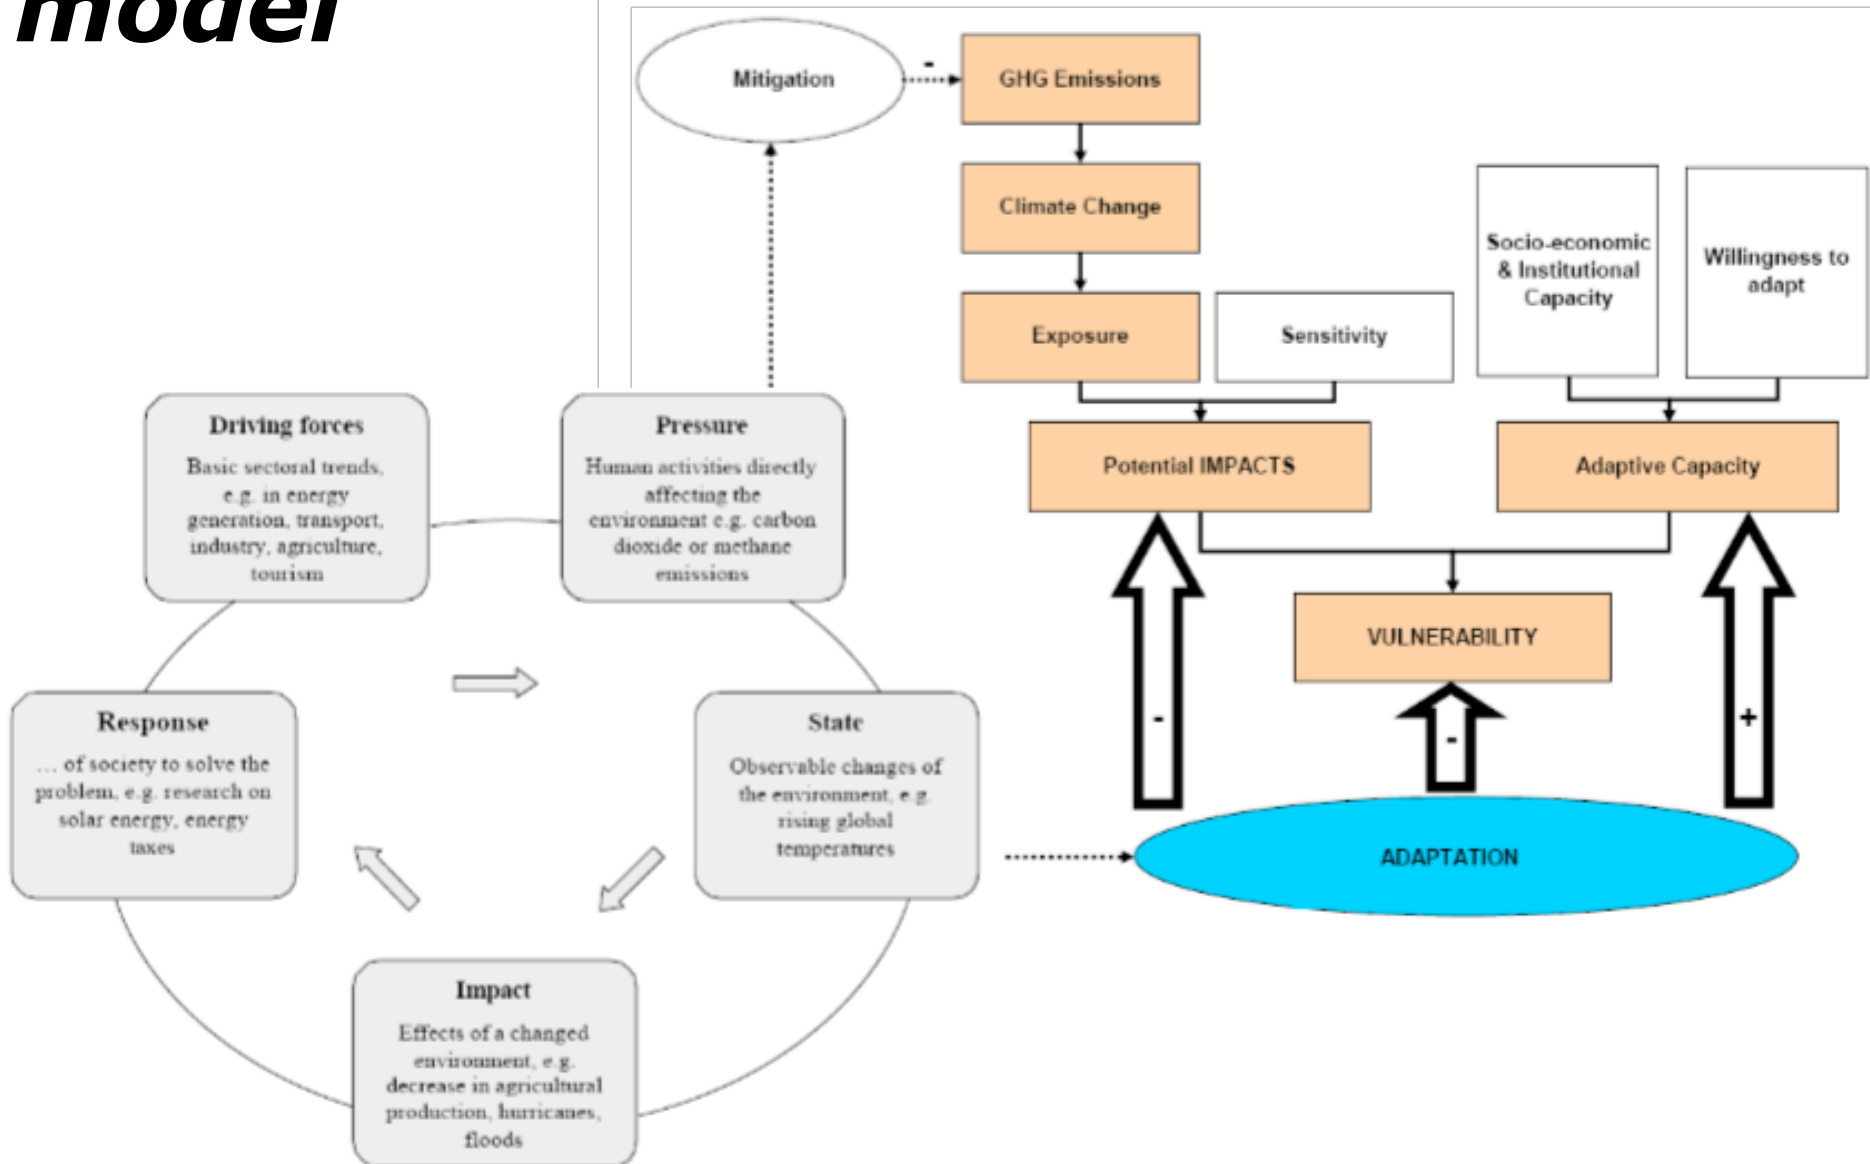 model
Mitigation
-
GHG Emissions
Climate Change
Exposure
Sensitivity
Socio-economic
& Institutional
Capacity
Willingness to
adapt
Potential IMPACTS
Adaptive Capacity
VULNERABILITY
-
-
+
ADAPTATION
Driving forces
Basic sectoral trends,
e.g. in energy
generation, transport,
industry, agriculture,
tourism
Pressure
Human activities directly
affecting the
environment e.g. carbon
dioxide or methane
emissions
Response
… of society to solve the
problem, e.g. research on
solar energy, energy
taxes
State
Observable changes of
the environment, e.g.
rising global
temperatures
Impact
Effects of a changed
environment, e.g.
decrease in agricultural
production, hurricanes,
floods